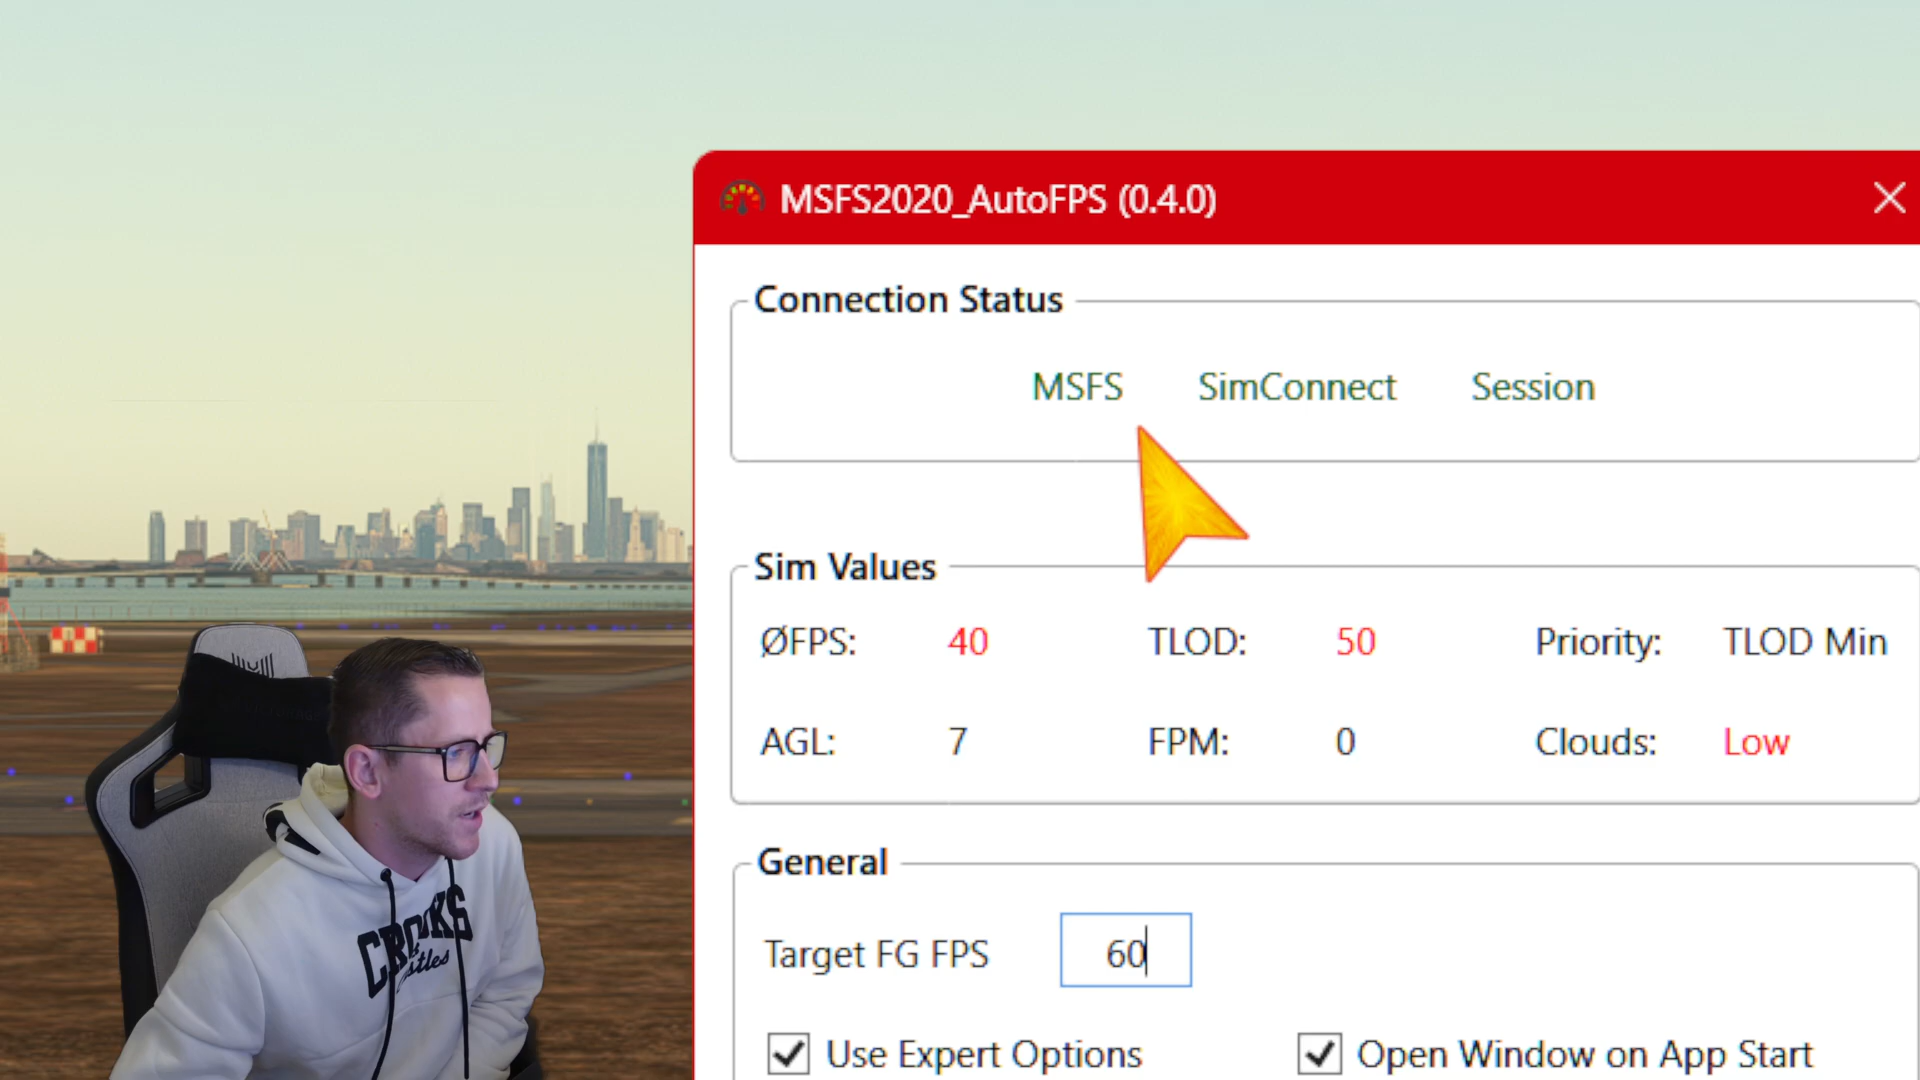 MSFS2020_AutoFPS (0.4.0)
Connection Status
MSFS SimConnect Session
Sim Values
ØFPS: 40 TLOD: 50 Priority: TLOD Min
AGL: 7 FPM: 0 Clouds: Low
General
Target FG FPS 60
Use Expert Options Open Window on App Start
CROOKS